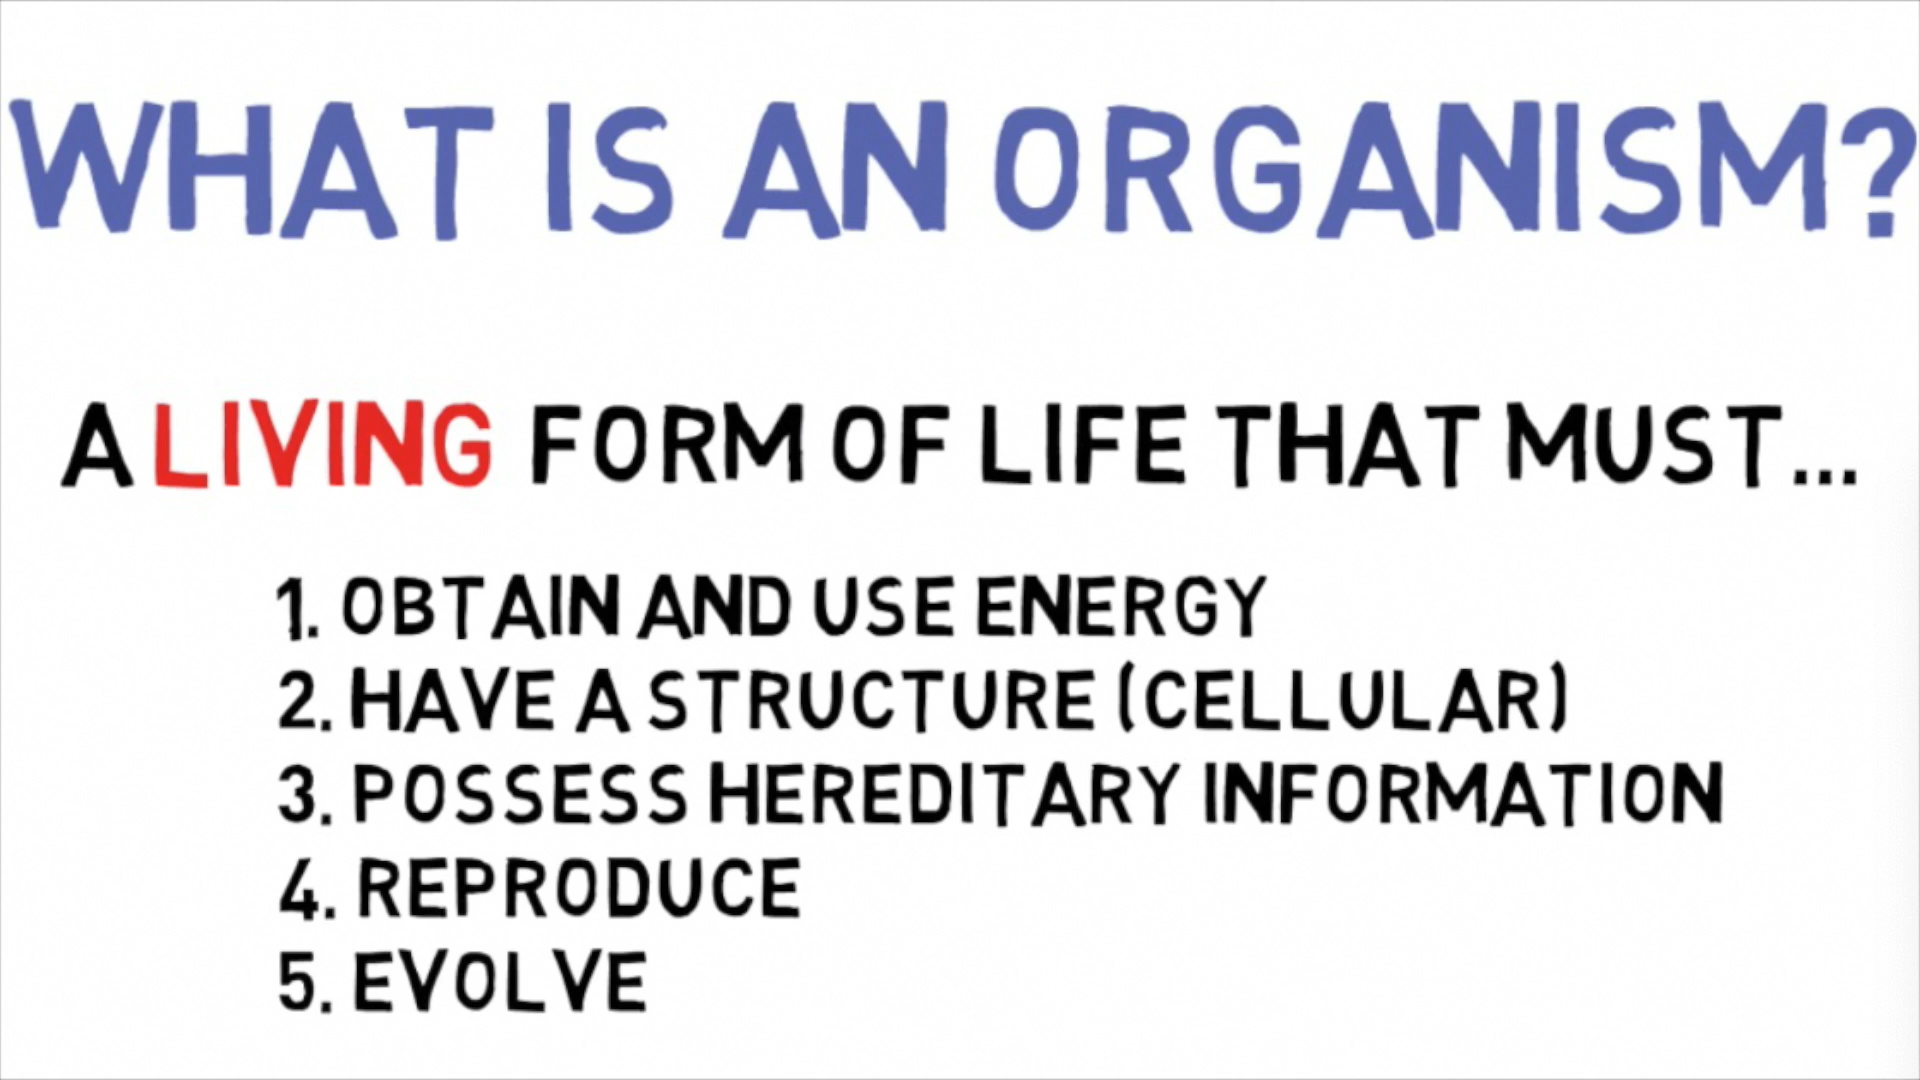 WHAT IS AN ORGANISM?
A LIVING FORM OF LIFE THAT MUST...
1. OBTAIN AND USE ENERGY
2. HAVE A STRUCTURE (CELLULAR)
3. POSSESS HEREDITARY INFORMATION
4. REPRODUCE
5. EVOLVE